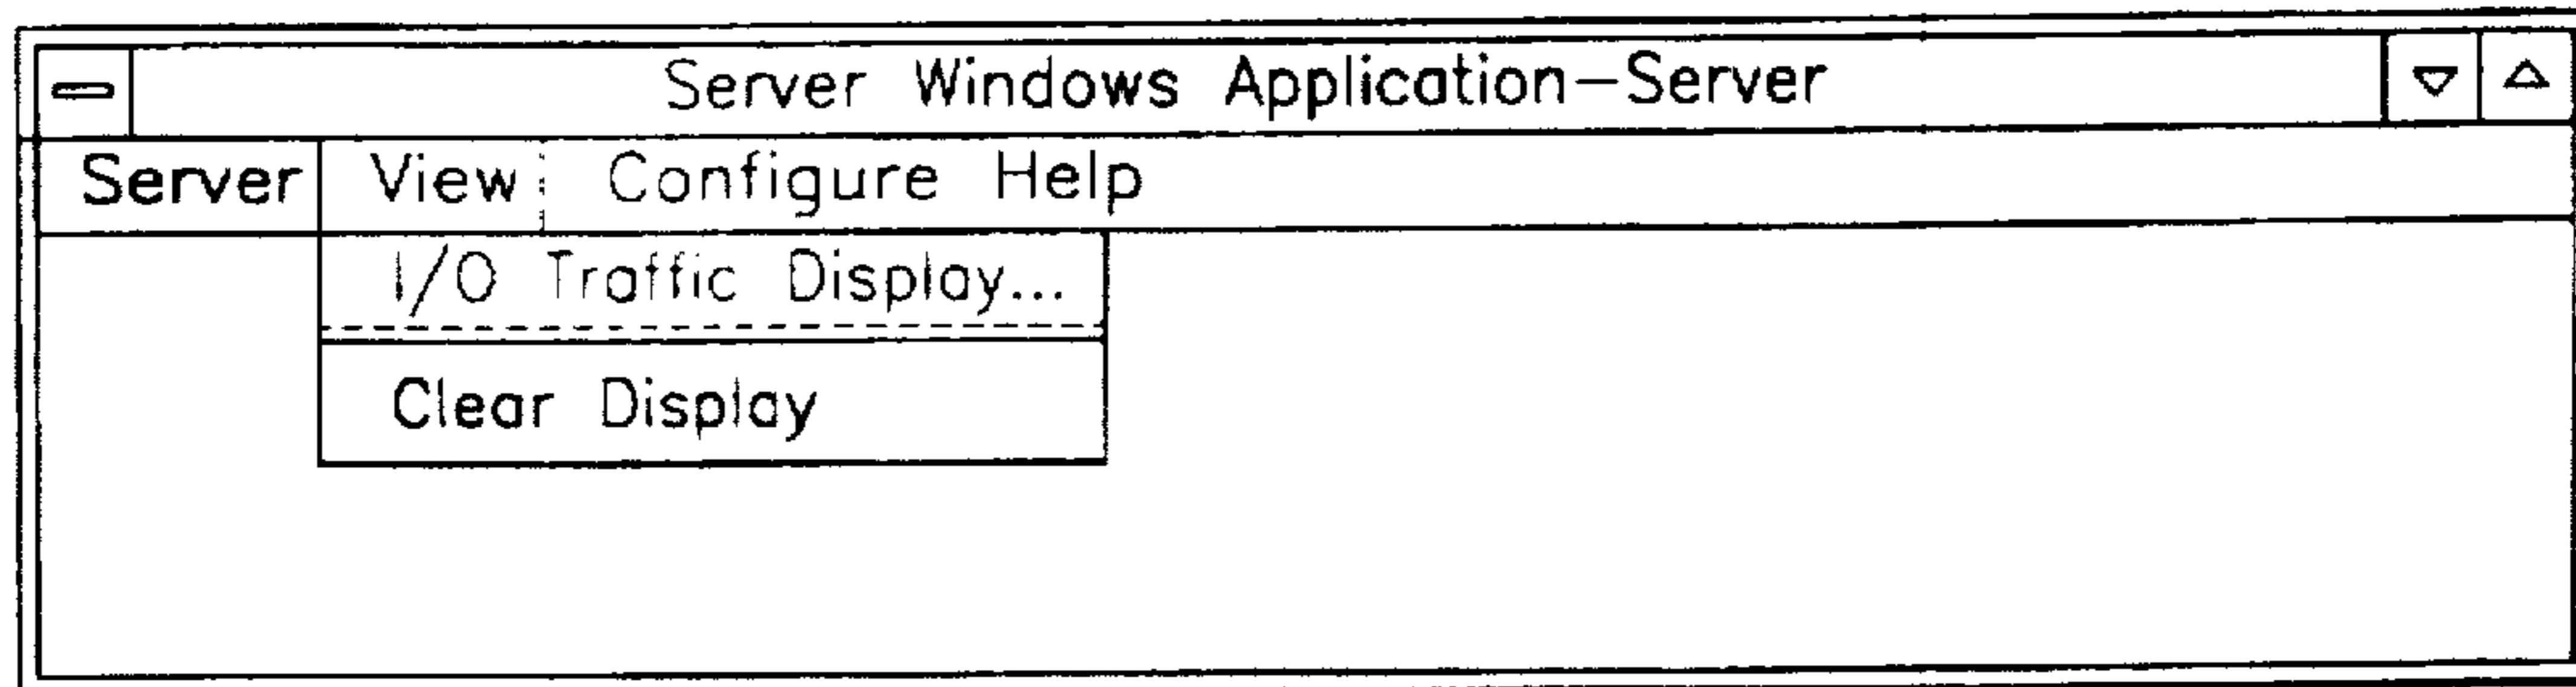 Server Windows Application-Server
Server View Configure Help
I/O Traffic Display...
Clear Display